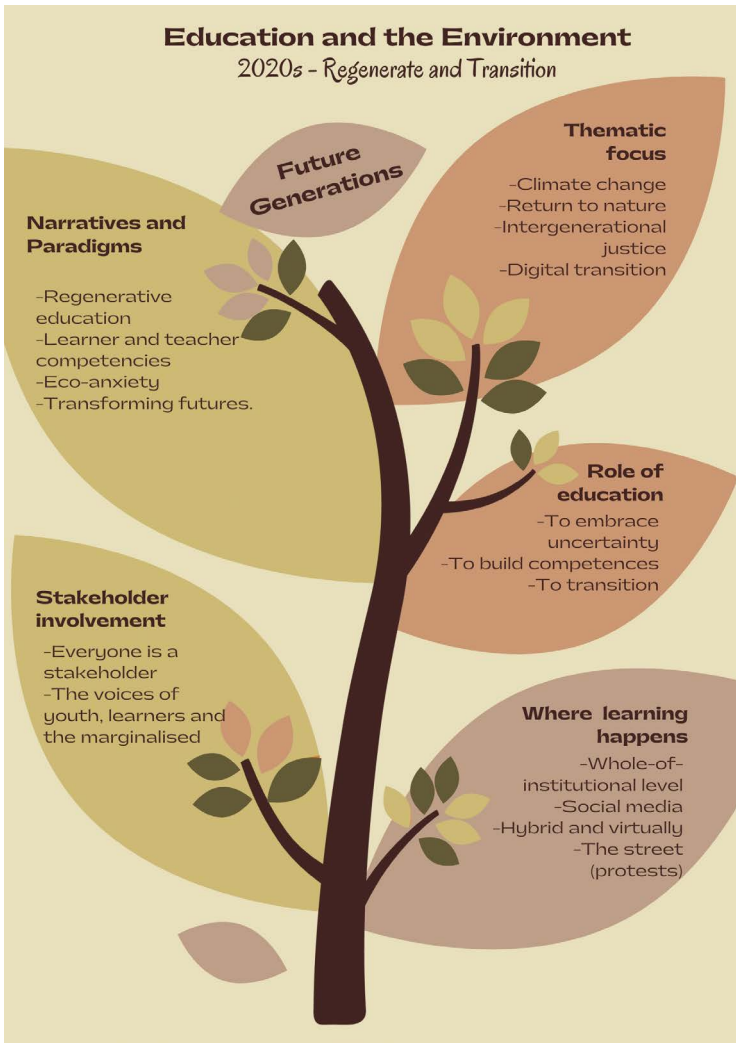 Education and the Environment
2020s - Regenerate and Transition
Future
Generations
Thematic
focus
-Climate change
-Return to nature
-Intergenerational
justice
-Digital transition
Narratives and
Paradigms
-Regenerative
education
-Learner and teacher
competencies
-Eco-anxiety
-Transforming futures.
Role of
education
-To embrace
uncertainty
-To build competences
-To transition
Stakeholder
involvement
-Everyone is a
stakeholder
-The voices of
youth, learners and
the marginalised
Where learning
happens
-Whole-of-
institutional level
-Social media
-Hybrid and virtually
-The street
(protests)